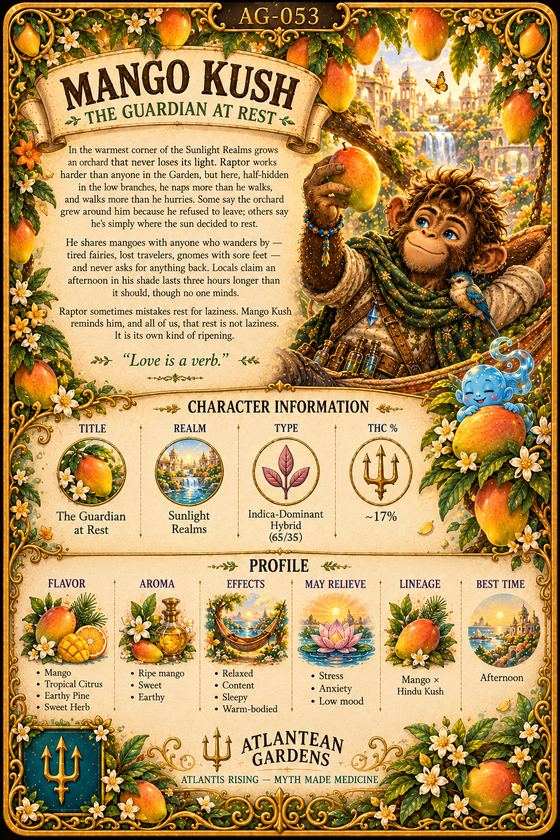 AG-053
MANGO KUSH
THE GUARDIAN AT REST
In the warmest corner of the Sunlight Realms grows
an orchard that never loses its light. Raptor works
harder than anyone in the Garden, but here, half-hidden
in the low branches, he naps more than he walks,
and walks more than he hurries. Some say the orchard
grew around him because he refused to leave; others say
he's simply where the sun decided to rest.
He shares mangoes with anyone who wanders by —
tired fairies, lost travelers, gnomes with sore feet —
and never asks for anything back. Locals claim an
afternoon in his shade lasts three hours longer than
it should, though no one minds.
Raptor sometimes mistakes rest for laziness. Mango Kush
reminds him, and all of us, that rest is not laziness.
It is its own kind of ripening.
“Love is a verb.”
CHARACTER INFORMATION
TITLE
The Guardian
at Rest
REALM
Sunlight
Realms
TYPE
Indica-Dominant
Hybrid
(65/35)
THC %
~17%
PROFILE
FLAVOR
• Mango
• Tropical Citrus
• Earthy Pine
• Sweet Herb
AROMA
• Ripe mango
• Sweet
• Earthy
EFFECTS
• Relaxed
• Content
• Sleepy
• Warm-bodied
MAY RELIEVE
• Stress
• Anxiety
• Low mood
LINEAGE
Mango ×
Hindu Kush
BEST TIME
Afternoon
ATLANTEAN
GARDENS
ATLANTIS RISING — MYTH MADE MEDICINE